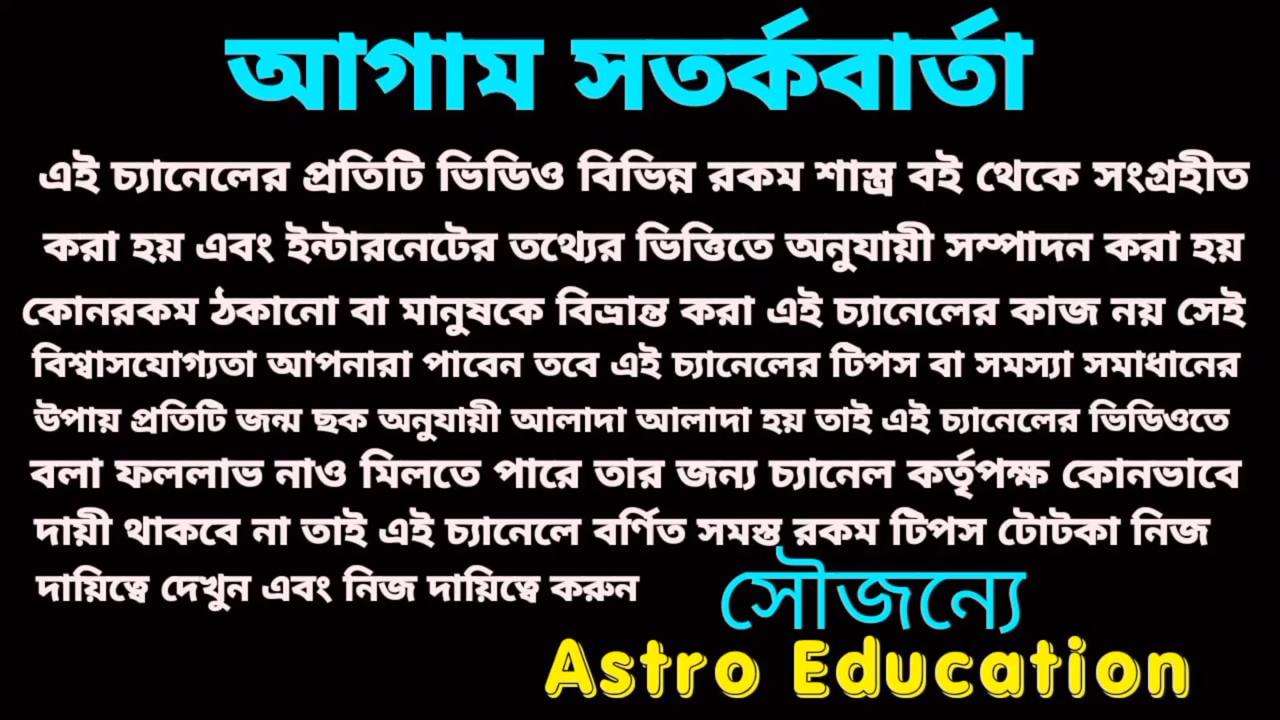 আগাম সতর্কবার্তা
এই চ্যানেলের প্রতিটি ভিডিও বিভিন্ন রকম শাস্ত্র বই থেকে সংগ্রহীত
করা হয় এবং ইন্টারনেটের তথ্যের ভিত্তিতে অনুযায়ী সম্পাদন করা হয়
কোনরকম ঠকানো বা মানুষকে বিভ্রান্ত করা এই চ্যানেলের কাজ নয় সেই
বিশ্বাসযোগ্যতা আপনারা পাবেন তবে এই চ্যানেলের টিপস বা সমস্যা সমাধানের
উপায় প্রতিটি জন্ম ছক অনুযায়ী আলাদা আলাদা হয় তাই এই চ্যানেলের ভিডিওতে
বলা ফললাভ নাও মিলতে পারে তার জন্য চ্যানেল কর্তৃপক্ষ কোনভাবে
দায়ী থাকবে না তাই এই চ্যানেলে বর্ণিত সমস্ত রকম টিপস টোটকা নিজ
দায়িত্বে দেখুন এবং নিজ দায়িত্বে করুন
সৌজন্যে
Astro Education